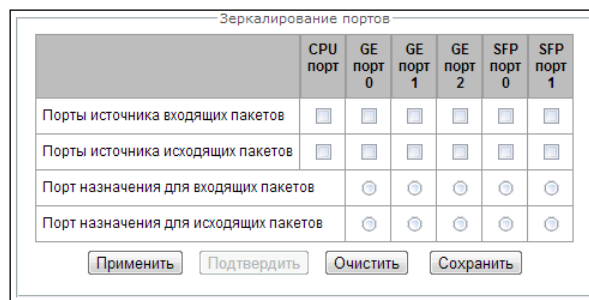 Зеркалирование портов
CPU порт GE порт 0 GE порт 1 GE порт 2 SFP порт 0 SFP порт 1
Порты источника входящих пакетов
Порты источника исходящих пакетов
Порт назначения для входящих пакетов
Порт назначения для исходящих пакетов
Применить Подтвердить Очистить Сохранить